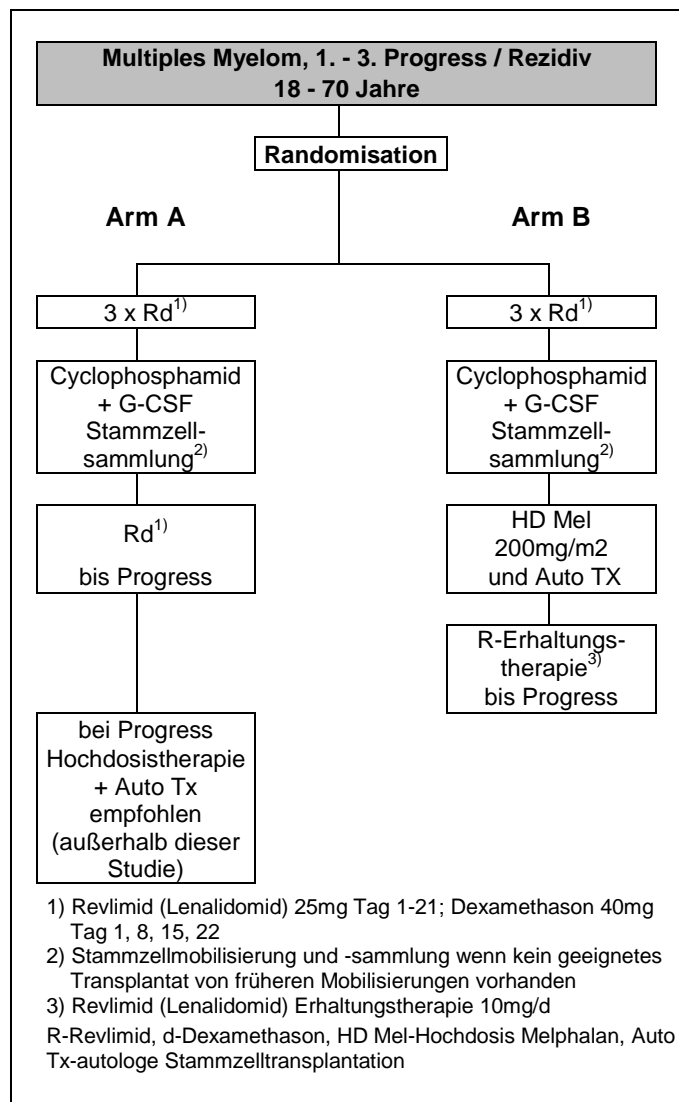 Multiples Myelom, 1. - 3. Progress / Rezidiv
18 - 70 Jahre
Randomisation
Arm A
Arm B
3 x Rd1)
3 x Rd1)
Cyclophosphamid
+ G-CSF
Stammzell-
sammlung2)
Cyclophosphamid
+ G-CSF
Stammzell-
sammlung2)
Rd1)
bis Progress
HD Mel
200mg/m2
und Auto TX
R-Erhaltungs-
therapie3)
bis Progress
bei Progress
Hochdosistherapie
+ Auto Tx
empfohlen
(außerhalb dieser
Studie)
1) Revlimid (Lenalidomid) 25mg Tag 1-21; Dexamethason 40mg
Tag 1, 8, 15, 22
2) Stammzellmobilisierung und -sammlung wenn kein geeignetes
Transplantat von früheren Mobilisierungen vorhanden
3) Revlimid (Lenalidomid) Erhaltungstherapie 10mg/d
R-Revlimid, d-Dexamethason, HD Mel-Hochdosis Melphalan, Auto
Tx-autologe Stammzelltransplantation